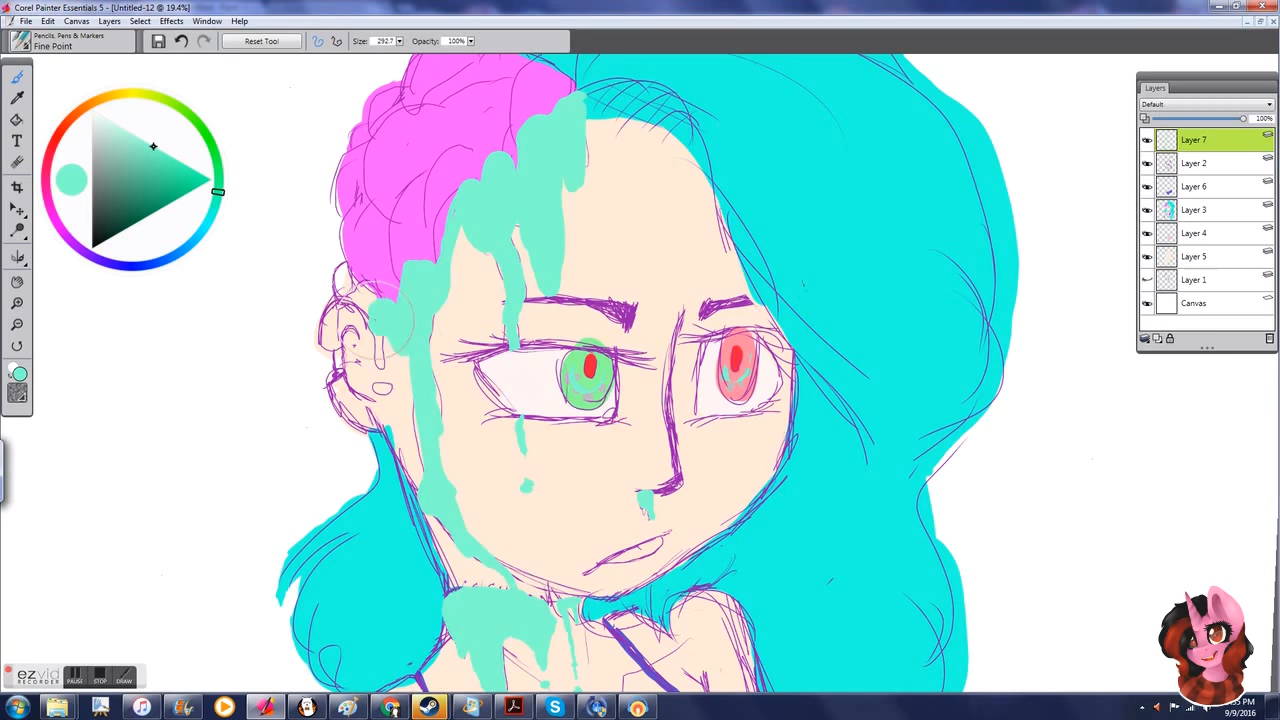 Corel Painter Essentials 5 - [Untitled-12 @ 19.4%]
File Edit Canvas Layers Select Effects Window Help
Pencils, Pens & Markers
Fine Point
Reset Tool
Size: 292.7
Opacity: 100%
Layers
Default
100%
Layer 7
Layer 2
Layer 6
Layer 3
Layer 4
Layer 5
Layer 1
Canvas
T
ezvid
RECORDER
PAUSE STOP DRAW
9/9/2016